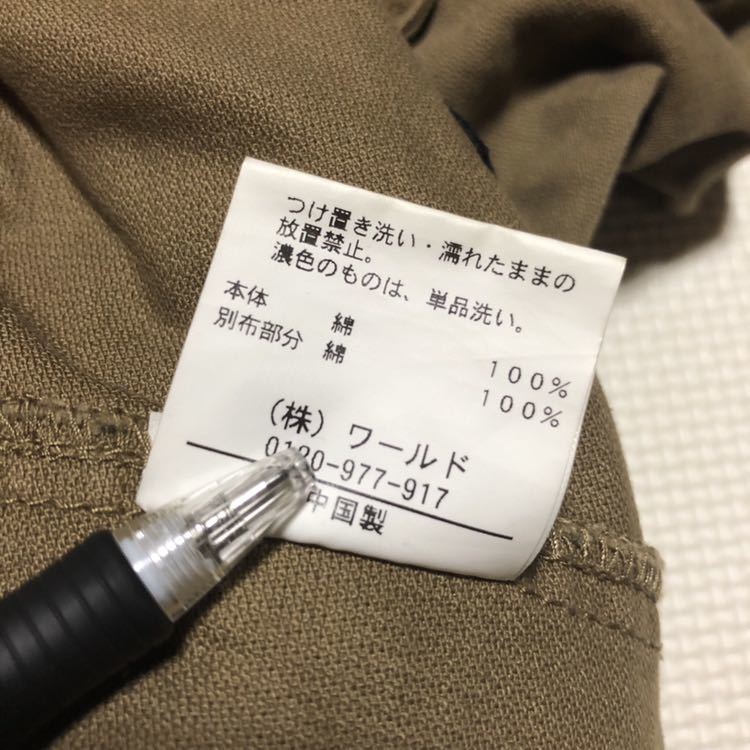 つけ置き洗い・濡れたままの
放置禁止。
濃色のものは、単品洗い。
本体 綿 100%
別布部分 綿 100%
(株) ワールド
0120-977-917
中国製